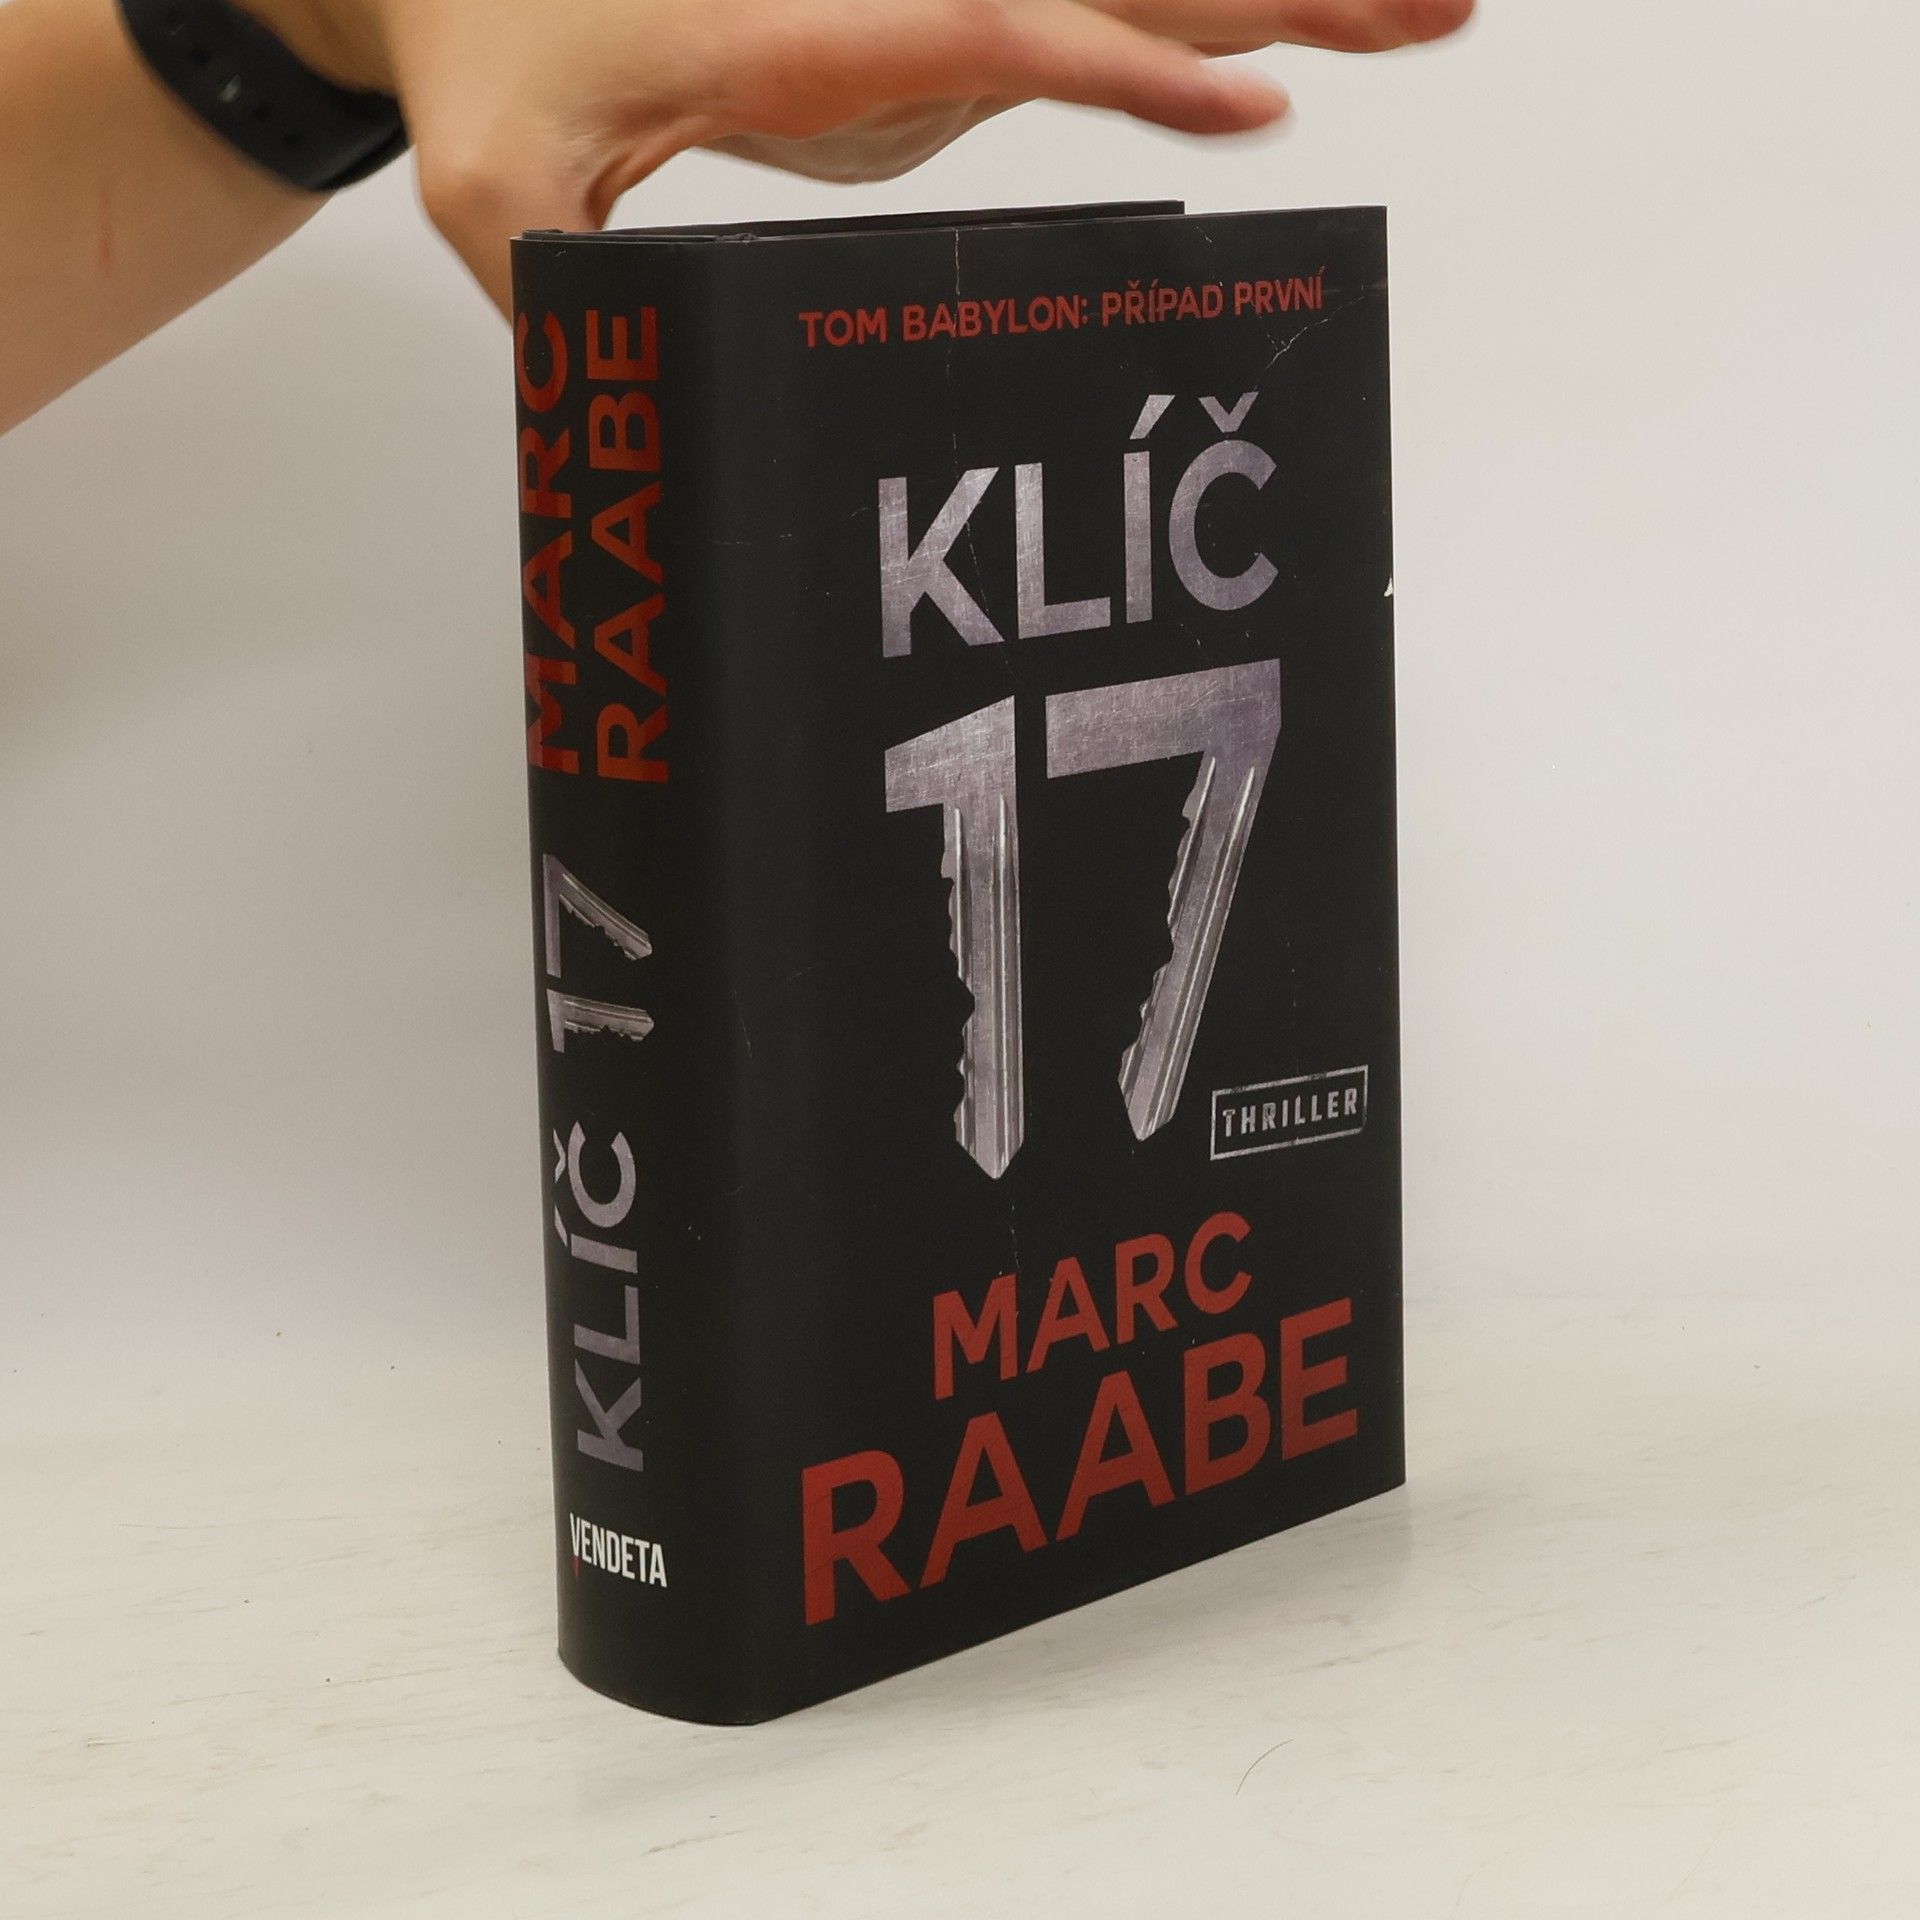 MARC
RAABE
KLÍČ 17
VENDETA
TOM BABYLON: PŘÍPAD PRVNÍ
KLÍČ
17
THRILLER
MARC
RAABE